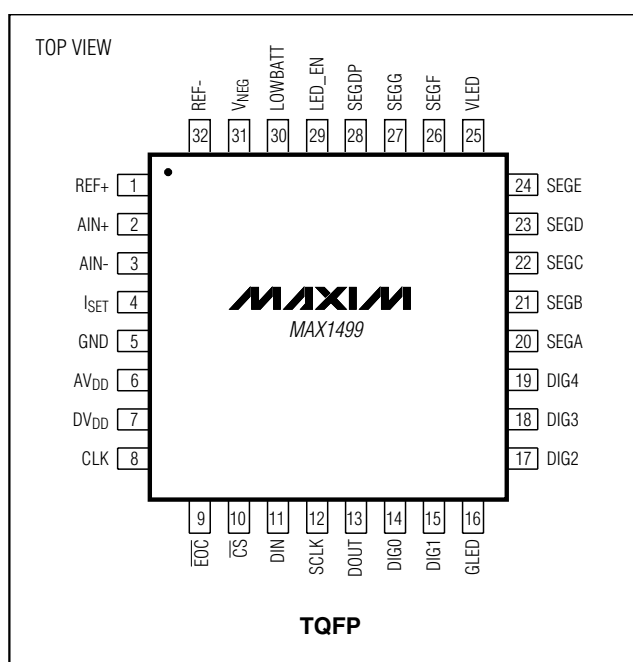 TOP VIEW
REF-
VNEG
LOWBATT
LED_EN
SEGDP
SEGG
SEGF
VLED
32 31 30 29 28 27 26 25
REF+ 1
AIN+ 2
AIN- 3
ISET 4
GND 5
AVDD 6
DVDD 7
CLK 8
MAXIM
MAX1499
24 SEGE
23 SEGD
22 SEGC
21 SEGB
20 SEGA
19 DIG4
18 DIG3
17 DIG2
9 10 11 12 13 14 15 16
EOC
CS
DIN
SCLK
DOUT
DIG0
DIG1
GLED
TQFP